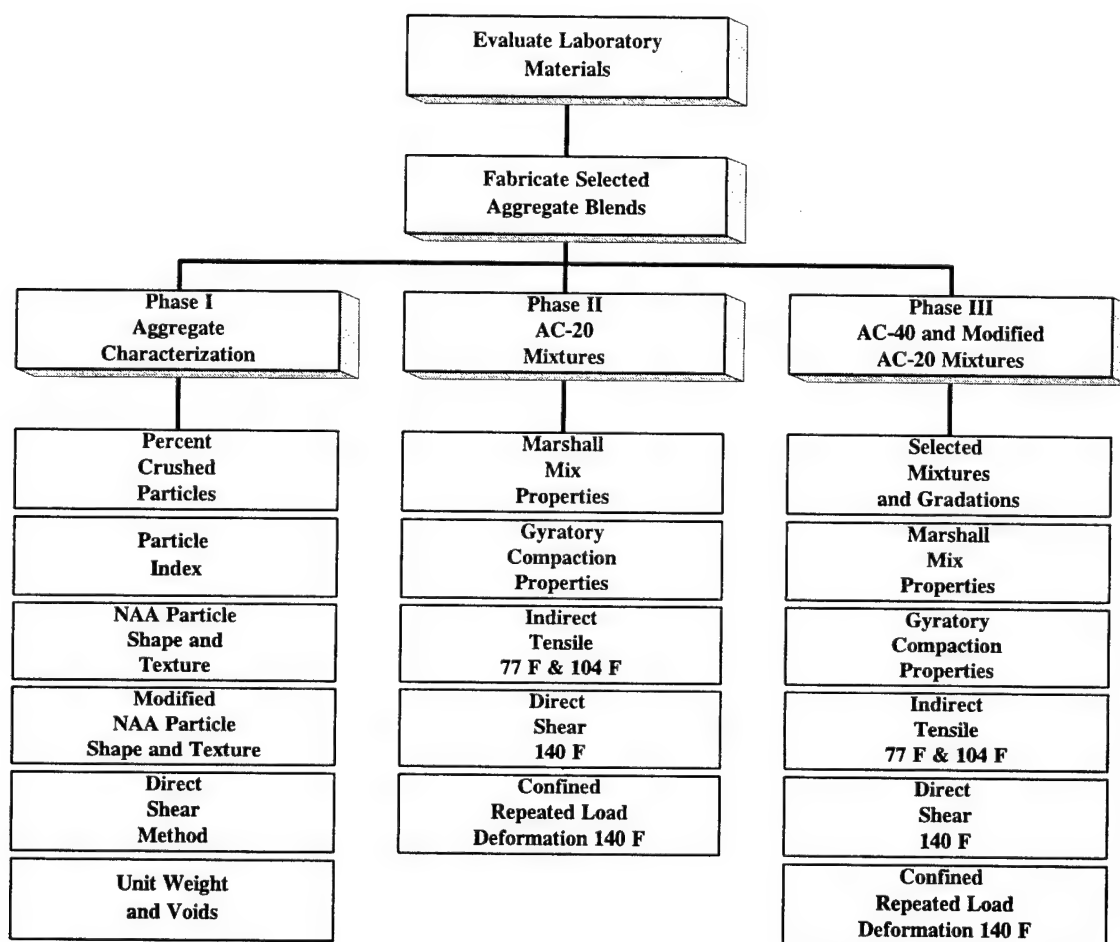 Evaluate Laboratory
Materials
Fabricate Selected
Aggregate Blends
Phase I
Aggregate
Characterization
Phase II
AC-20
Mixtures
Phase III
AC-40 and Modified
AC-20 Mixtures
Percent
Crushed
Particles
Particle
Index
NAA Particle
Shape and
Texture
Modified
NAA Particle
Shape and Texture
Direct
Shear
Method
Unit Weight
and Voids
Marshall
Mix
Properties
Gyratory
Compaction
Properties
Indirect
Tensile
77 F & 104 F
Direct
Shear
140 F
Confined
Repeated Load
Deformation 140 F
Selected
Mixtures
and Gradations
Marshall
Mix
Properties
Gyratory
Compaction
Properties
Indirect
Tensile
77 F & 104 F
Direct
Shear
140 F
Confined
Repeated Load
Deformation 140 F